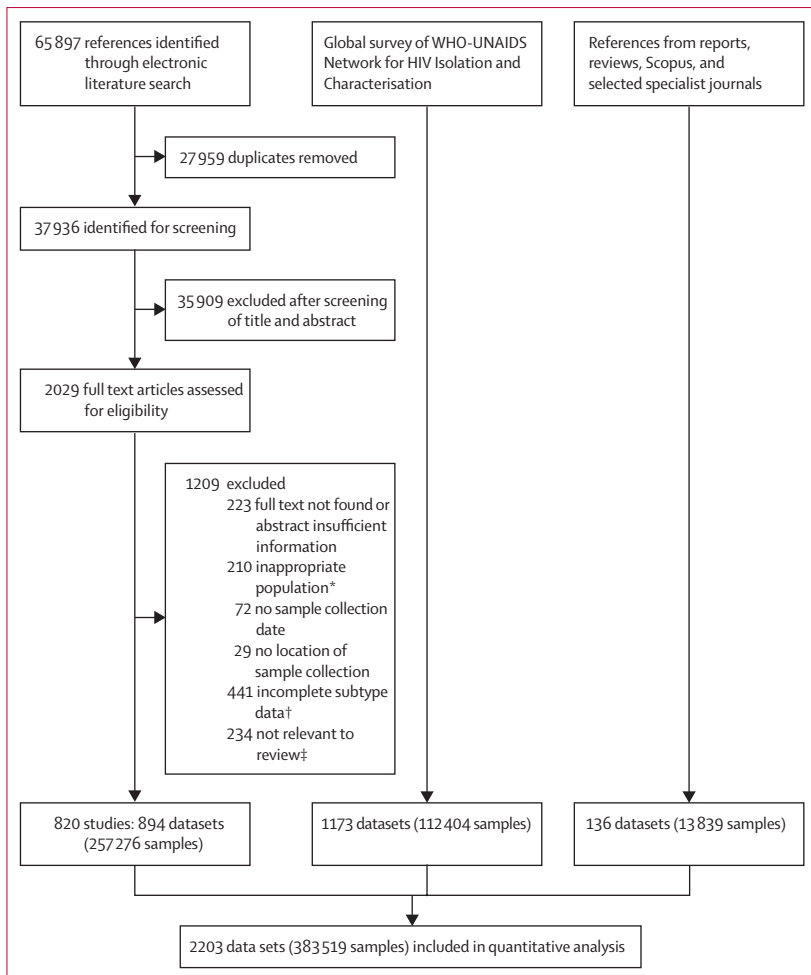 65 897 references identified
through electronic
literature search
Global survey of WHO-UNAIDS
Network for HIV Isolation and
Characterisation
References from reports,
reviews, Scopus, and
selected specialist journals
27 959 duplicates removed
37 936 identified for screening
35 909 excluded after screening
of title and abstract
2029 full text articles assessed
for eligibility
1209 excluded
223 full text not found or
abstract insufficient
information
210 inappropriate
population*
72 no sample collection
date
29 no location of
sample collection
441 incomplete subtype
data†
234 not relevant to
review‡
820 studies: 894 datasets
(257 276 samples)
1173 datasets (112 404 samples)
136 datasets (13 839 samples)
2203 data sets (383 519 samples) included in quantitative analysis